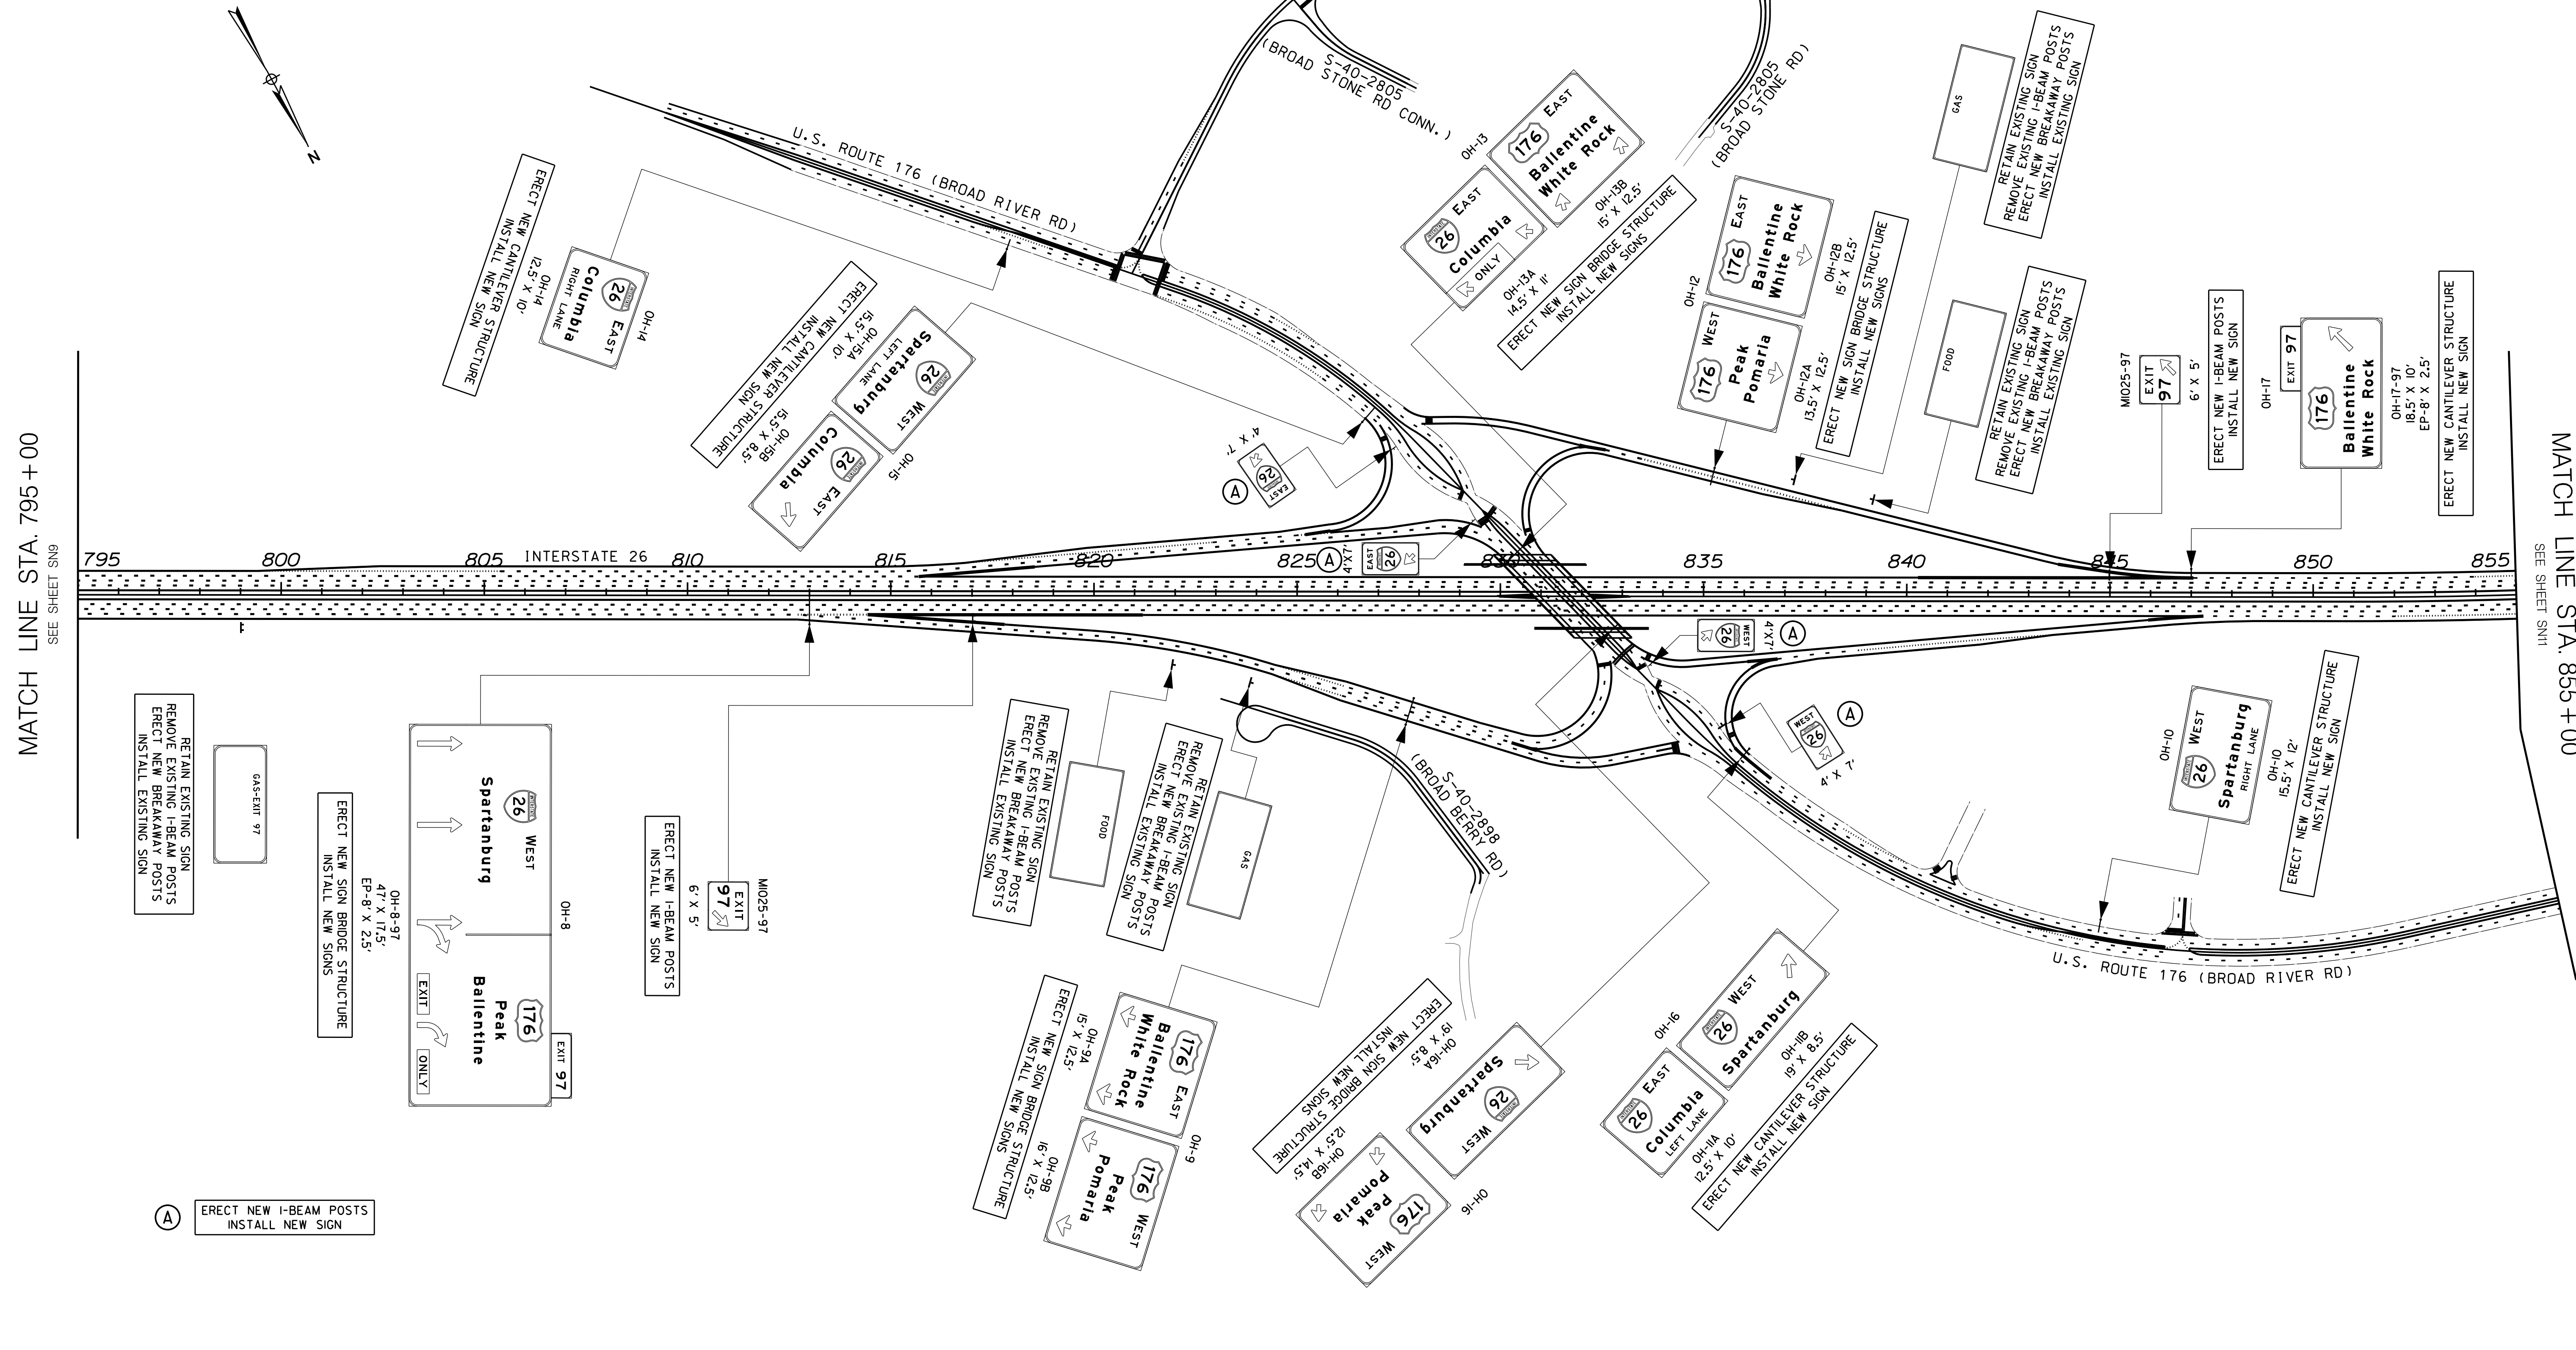 N
U.S. ROUTE 176 (BROAD RIVER RD)
S-40-2805
(BROAD STONE RD CONN.)
S-40-2805
(BROAD STONE RD)
ERECT NEW CANTILEVER STRUCTURE
INSTALL NEW SIGN
OH-14
12.5' X 10'
26 EAST
Columbia
RIGHT LANE
OH-14
ERECT NEW CANTILEVER STRUCTURE
INSTALL NEW SIGN
OH-15A
15.5' X 10'
26 WEST
Spartanburg
LEFT LANE
OH-15B
15.5' X 8.5'
26 EAST
Columbia
OH-15
OH-13
176 EAST
Ballentine
White Rock
26 EAST
Columbia
ONLY
OH-13B
15' X 12.5'
OH-13A
14.5' X 11'
ERECT NEW SIGN BRIDGE STRUCTURE
INSTALL NEW SIGNS
OH-12
176 EAST
Ballentine
White Rock
176 WEST
Peak
Pomaria
OH-12B
15' X 12.5'
OH-12A
13.5' X 12.5'
ERECT NEW SIGN BRIDGE STRUCTURE
INSTALL NEW SIGNS
GAS
RETAIN EXISTING SIGN
REMOVE EXISTING I-BEAM POSTS
ERECT NEW BREAKAWAY POSTS
INSTALL EXISTING SIGN
FOOD
RETAIN EXISTING SIGN
REMOVE EXISTING I-BEAM POSTS
ERECT NEW BREAKAWAY POSTS
INSTALL EXISTING SIGN
MI025-97
EXIT
97
6' X 5'
ERECT NEW I-BEAM POSTS
INSTALL NEW SIGN
OH-17
EXIT 97
176
Ballentine
White Rock
OH-17-97
18.5' X 10'
EP-8' X 2.5'
ERECT NEW CANTILEVER STRUCTURE
INSTALL NEW SIGN
MATCH LINE STA. 795+00
SEE SHEET SN9
MATCH LINE STA. 855+00
SEE SHEET SN11
795
800
805
INTERSTATE 26
810
815
820
825
830
835
840
845
850
855
A
EAST
26
4' X 7'
A
EAST
26
4'X7'
A
WEST
26
4'X7'
A
WEST
26
4' X 7'
RETAIN EXISTING SIGN
REMOVE EXISTING I-BEAM POSTS
ERECT NEW BREAKAWAY POSTS
INSTALL EXISTING SIGN
GAS-EXIT 97
ERECT NEW SIGN BRIDGE STRUCTURE
INSTALL NEW SIGNS
OH-8-97
47' X 17.5'
EP-8' X 2.5'
26 WEST
Spartanburg
EXIT 97
176
Peak
Ballentine
EXIT
ONLY
OH-8
ERECT NEW I-BEAM POSTS
INSTALL NEW SIGN
6' X 5'
EXIT
97
MI025-97
RETAIN EXISTING SIGN
REMOVE EXISTING I-BEAM POSTS
ERECT NEW BREAKAWAY POSTS
INSTALL EXISTING SIGN
FOOD
RETAIN EXISTING SIGN
REMOVE EXISTING I-BEAM POSTS
ERECT NEW BREAKAWAY POSTS
INSTALL EXISTING SIGN
GAS
S-40-2898
(BROAD BERRY RD)
ERECT NEW SIGN BRIDGE STRUCTURE
INSTALL NEW SIGNS
OH-9A
15' X 12.5'
176 EAST
Ballentine
White Rock
OH-9B
16' X 12.5'
176 WEST
Peak
Pomaria
OH-9
ERECT NEW SIGN BRIDGE STRUCTURE
INSTALL NEW SIGNS
OH-16A
19' X 8.5'
26 WEST
Spartanburg
OH-16B
12.5' X 14.5'
176 WEST
Peak
Pomaria
OH-16
OH-16
26 WEST
Spartanburg
26 EAST
Columbia
LEFT LANE
OH-11B
19' X 8.5'
OH-11A
12.5' X 10'
ERECT NEW CANTILEVER STRUCTURE
INSTALL NEW SIGN
OH-10
26 WEST
Spartanburg
RIGHT LANE
OH-10
15.5' X 12'
ERECT NEW CANTILEVER STRUCTURE
INSTALL NEW SIGN
U.S. ROUTE 176 (BROAD RIVER RD)
A
ERECT NEW I-BEAM POSTS
INSTALL NEW SIGN